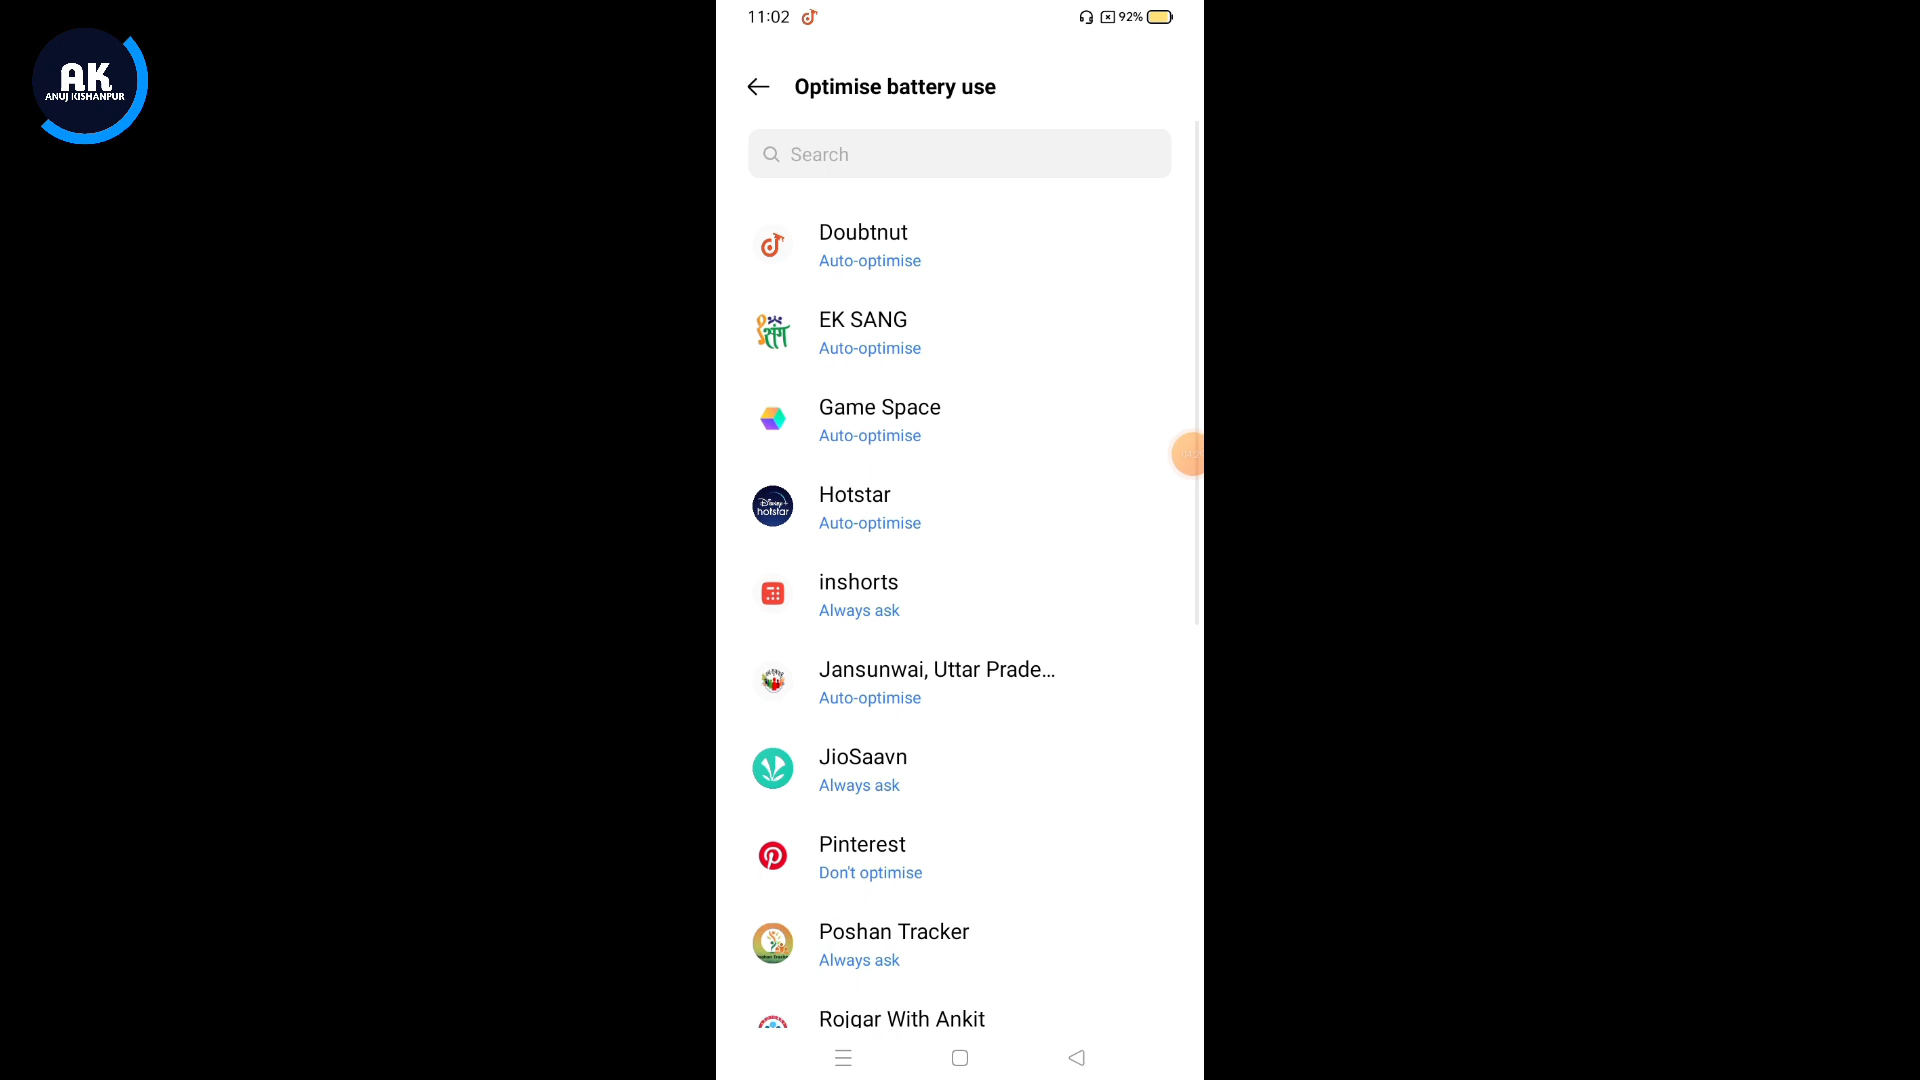 AK
ANUJ KISHANPUR
11:02
92%
Optimise battery use
Search
Doubtnut
Auto-optimise
संग
EK SANG
Auto-optimise
Game Space
Auto-optimise
Disney+
hotstar
Hotstar
Auto-optimise
inshorts
Always ask
Jansunwai, Uttar Prade...
Auto-optimise
JioSaavn
Always ask
Pinterest
Don't optimise
Poshan Tracker
Always ask
Rojgar With Ankit